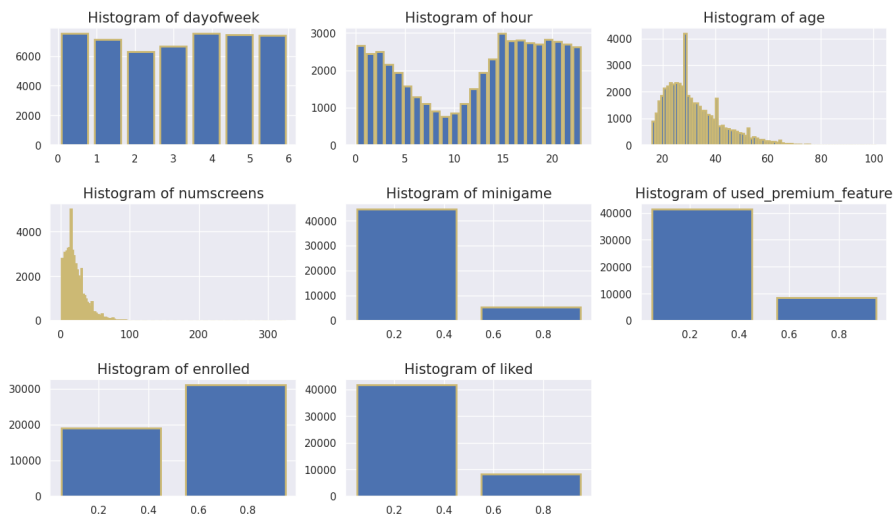 Histogram of dayofweek
6000
4000
2000
0
0 1 2 3 4 5 6
Histogram of hour
3000
2000
1000
0
0 5 10 15 20
Histogram of age
4000
3000
2000
1000
0
20 40 60 80 100
Histogram of numscreens
4000
2000
0
0 100 200 300
Histogram of minigame
40000
30000
20000
10000
0
0.2 0.4 0.6 0.8
Histogram of used_premium_feature
40000
30000
20000
10000
0
0.2 0.4 0.6 0.8
Histogram of enrolled
30000
20000
10000
0
0.2 0.4 0.6 0.8
Histogram of liked
40000
30000
20000
10000
0
0.2 0.4 0.6 0.8